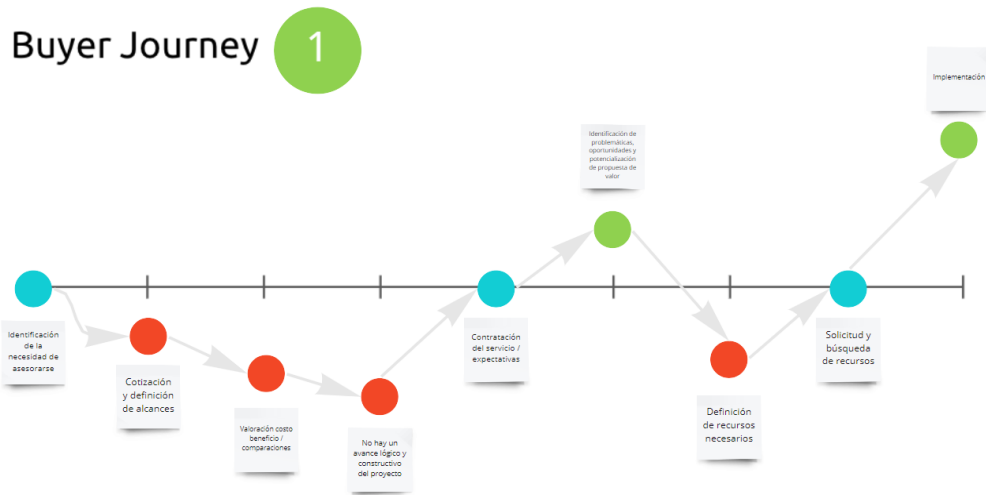 Buyer Journey 1
Implementación
Identificación de
problemáticas,
oportunidades y
potencialización
de propuesta de
valor
Identificación
de la
necesidad de
asesorarse
Cotización
y definición
de alcances
Valoración costo
beneficio /
comparaciones
No hay un
avance lógico y
constructivo
del proyecto
Contratación
del servicio /
expectativas
Definición
de recursos
necesarios
Solicitud y
búsqueda
de recursos